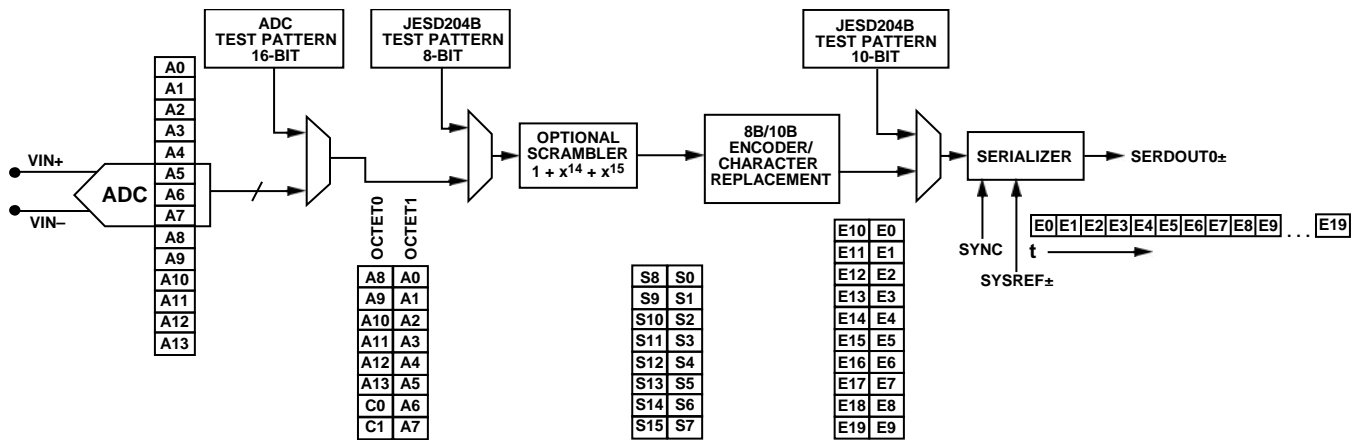 ADC
TEST PATTERN
16-BIT
JESD204B
TEST PATTERN
8-BIT
JESD204B
TEST PATTERN
10-BIT
A0
A1
A2
A3
A4
A5
A6
A7
A8
A9
A10
A11
A12
A13
VIN+
ADC
VIN–
OPTIONAL
SCRAMBLER
1 + x14 + x15
8B/10B
ENCODER/
CHARACTER
REPLACEMENT
SERIALIZER
SERDOUT0±
SYNC
SYSREF±
E0 E1 E2 E3 E4 E5 E6 E7 E8 E9 . . . E19
t
OCTET0 OCTET1
A8 A0
A9 A1
A10 A2
A11 A3
A12 A4
A13 A5
C0 A6
C1 A7
S8 S0
S9 S1
S10 S2
S11 S3
S12 S4
S13 S5
S14 S6
S15 S7
E10 E0
E11 E1
E12 E2
E13 E3
E14 E4
E15 E5
E16 E6
E17 E7
E18 E8
E19 E9